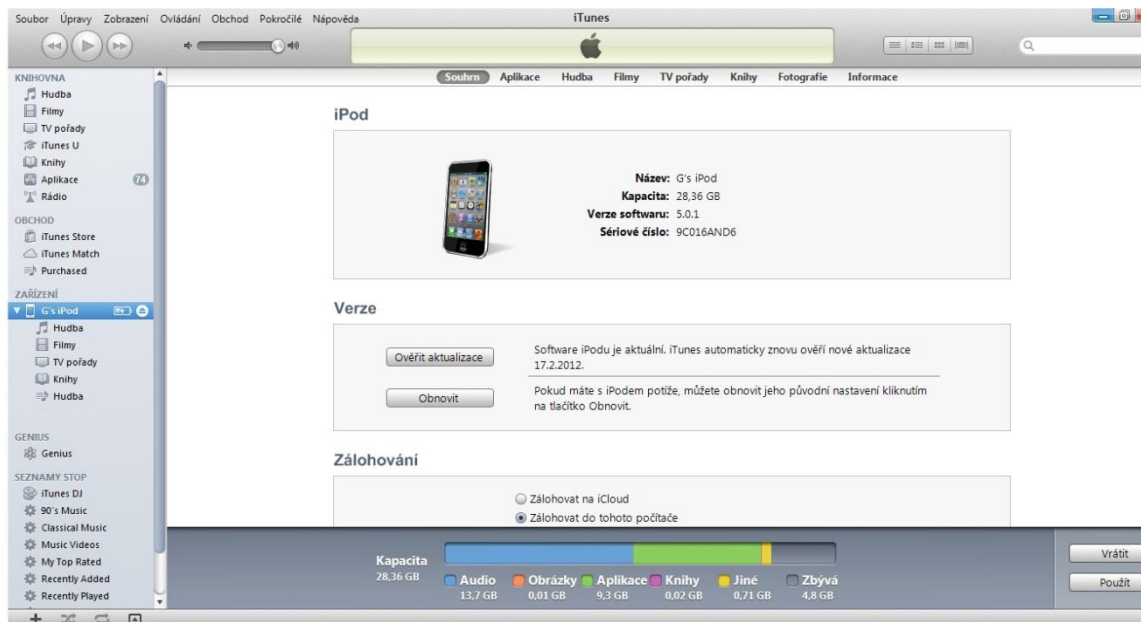 Soubor Úpravy Zobrazení Ovládání Obchod Pokročilé Nápověda
iTunes
Souhrn Aplikace Hudba Filmy TV pořady Knihy Fotografie Informace
KNIHOVNA
Hudba
Filmy
TV pořady
iTunes U
Knihy
Aplikace 74
Rádio
OBCHOD
iTunes Store
iTunes Match
Purchased
ZAŘÍZENÍ
G's iPod
Hudba
Filmy
TV pořady
Knihy
Hudba
GENIUS
Genius
SEZNAMY STOP
iTunes DJ
90's Music
Classical Music
Music Videos
My Top Rated
Recently Added
Recently Played
iPod
Název: G's iPod
Kapacita: 28,36 GB
Verze softwaru: 5.0.1
Sériové číslo: 9C016AND6
Verze
Ověřit aktualizace
Software iPodu je aktuální. iTunes automaticky znovu ověří nové aktualizace
17.2.2012.
Obnovit
Pokud máte s iPodem potíže, můžete obnovit jeho původní nastavení kliknutím
na tlačítko Obnovit.
Zálohování
Zálohovat na iCloud
Zálohovat do tohoto počítače
Kapacita
28,36 GB
Audio Obrázky Aplikace Knihy Jiné Zbývá
13,7 GB 0,01 GB 9,3 GB 0,02 GB 0,71 GB 4,8 GB
Vrátit
Použít